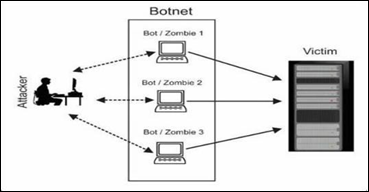 Botnet
Bot / Zombie 1
Victim
Bot / Zombie 2
Attacker
Bot / Zombie 3